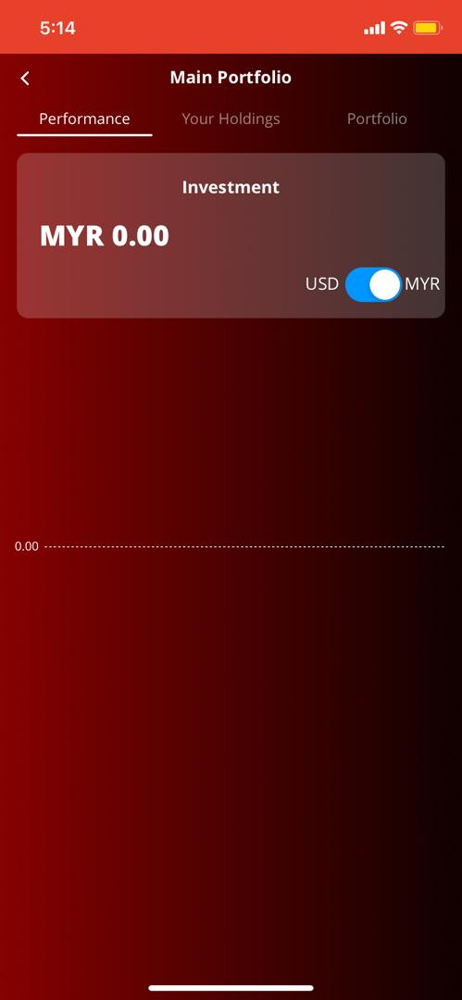 5:14
Main Portfolio
Performance Your Holdings Portfolio
Investment
MYR 0.00
USD MYR
0.00